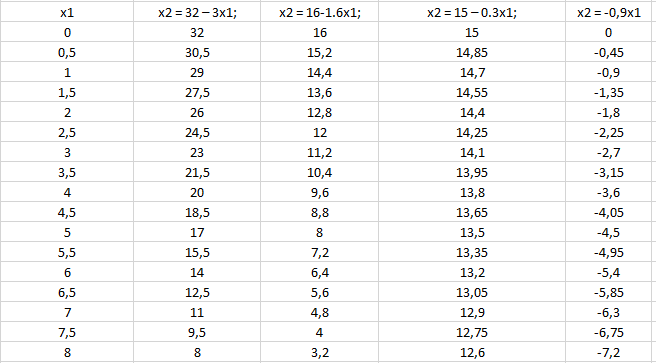 x1 x2 = 32 – 3x1; x2 = 16-1.6x1; x2 = 15 – 0.3x1; x2 = -0,9x1
0 32 16 15 0
0,5 30,5 15,2 14,85 -0,45
1 29 14,4 14,7 -0,9
1,5 27,5 13,6 14,55 -1,35
2 26 12,8 14,4 -1,8
2,5 24,5 12 14,25 -2,25
3 23 11,2 14,1 -2,7
3,5 21,5 10,4 13,95 -3,15
4 20 9,6 13,8 -3,6
4,5 18,5 8,8 13,65 -4,05
5 17 8 13,5 -4,5
5,5 15,5 7,2 13,35 -4,95
6 14 6,4 13,2 -5,4
6,5 12,5 5,6 13,05 -5,85
7 11 4,8 12,9 -6,3
7,5 9,5 4 12,75 -6,75
8 8 3,2 12,6 -7,2